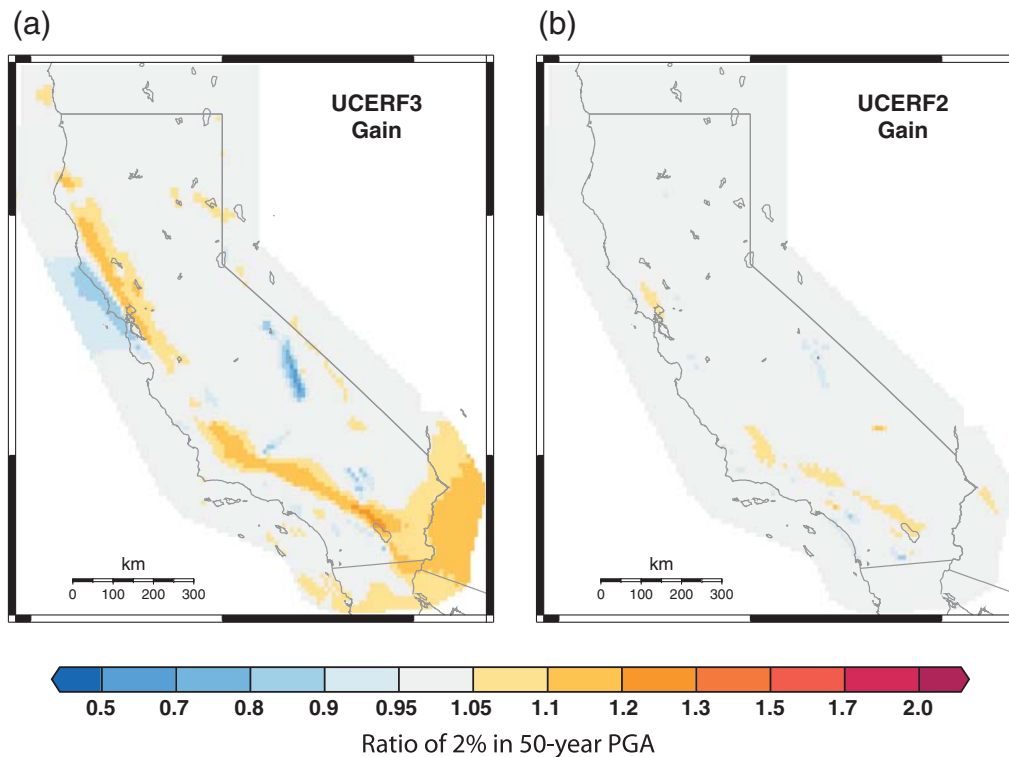 (a)
(b)
UCERF3
Gain
UCERF2
Gain
km
0 100 200 300
km
0 100 200 300
0.5 0.7 0.8 0.9 0.95 1.05 1.1 1.2 1.3 1.5 1.7 2.0
Ratio of 2% in 50-year PGA